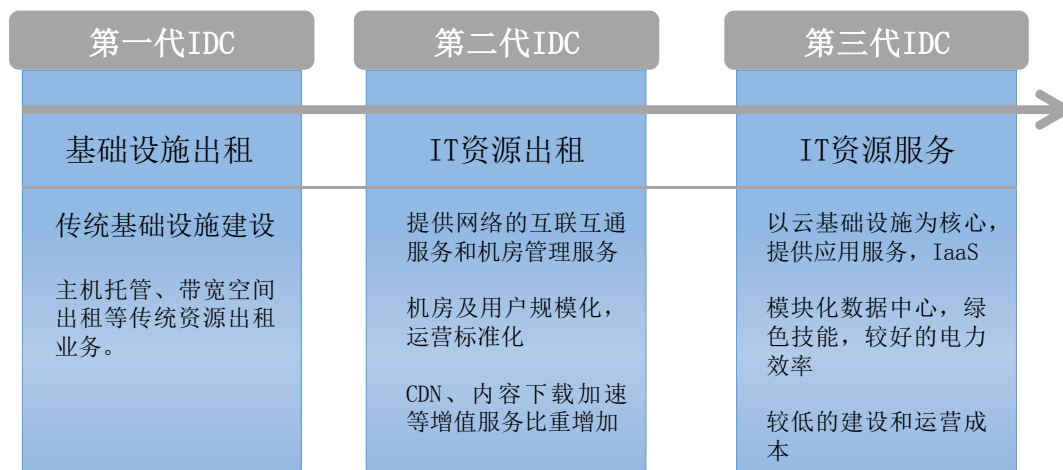 第一代IDC
第二代IDC
第三代IDC
基础设施出租
IT资源出租
IT资源服务
传统基础设施建设
主机托管、带宽空间
出租等传统资源出租
业务。
提供网络的互联互通
服务和机房管理服务
机房及用户规模化，
运营标准化
CDN、内容下载加速
等增值服务比重增加
以云基础设施为核心，
提供应用服务，IaaS
模块化数据中心，绿
色技能，较好的电力
效率
较低的建设和运营成
本